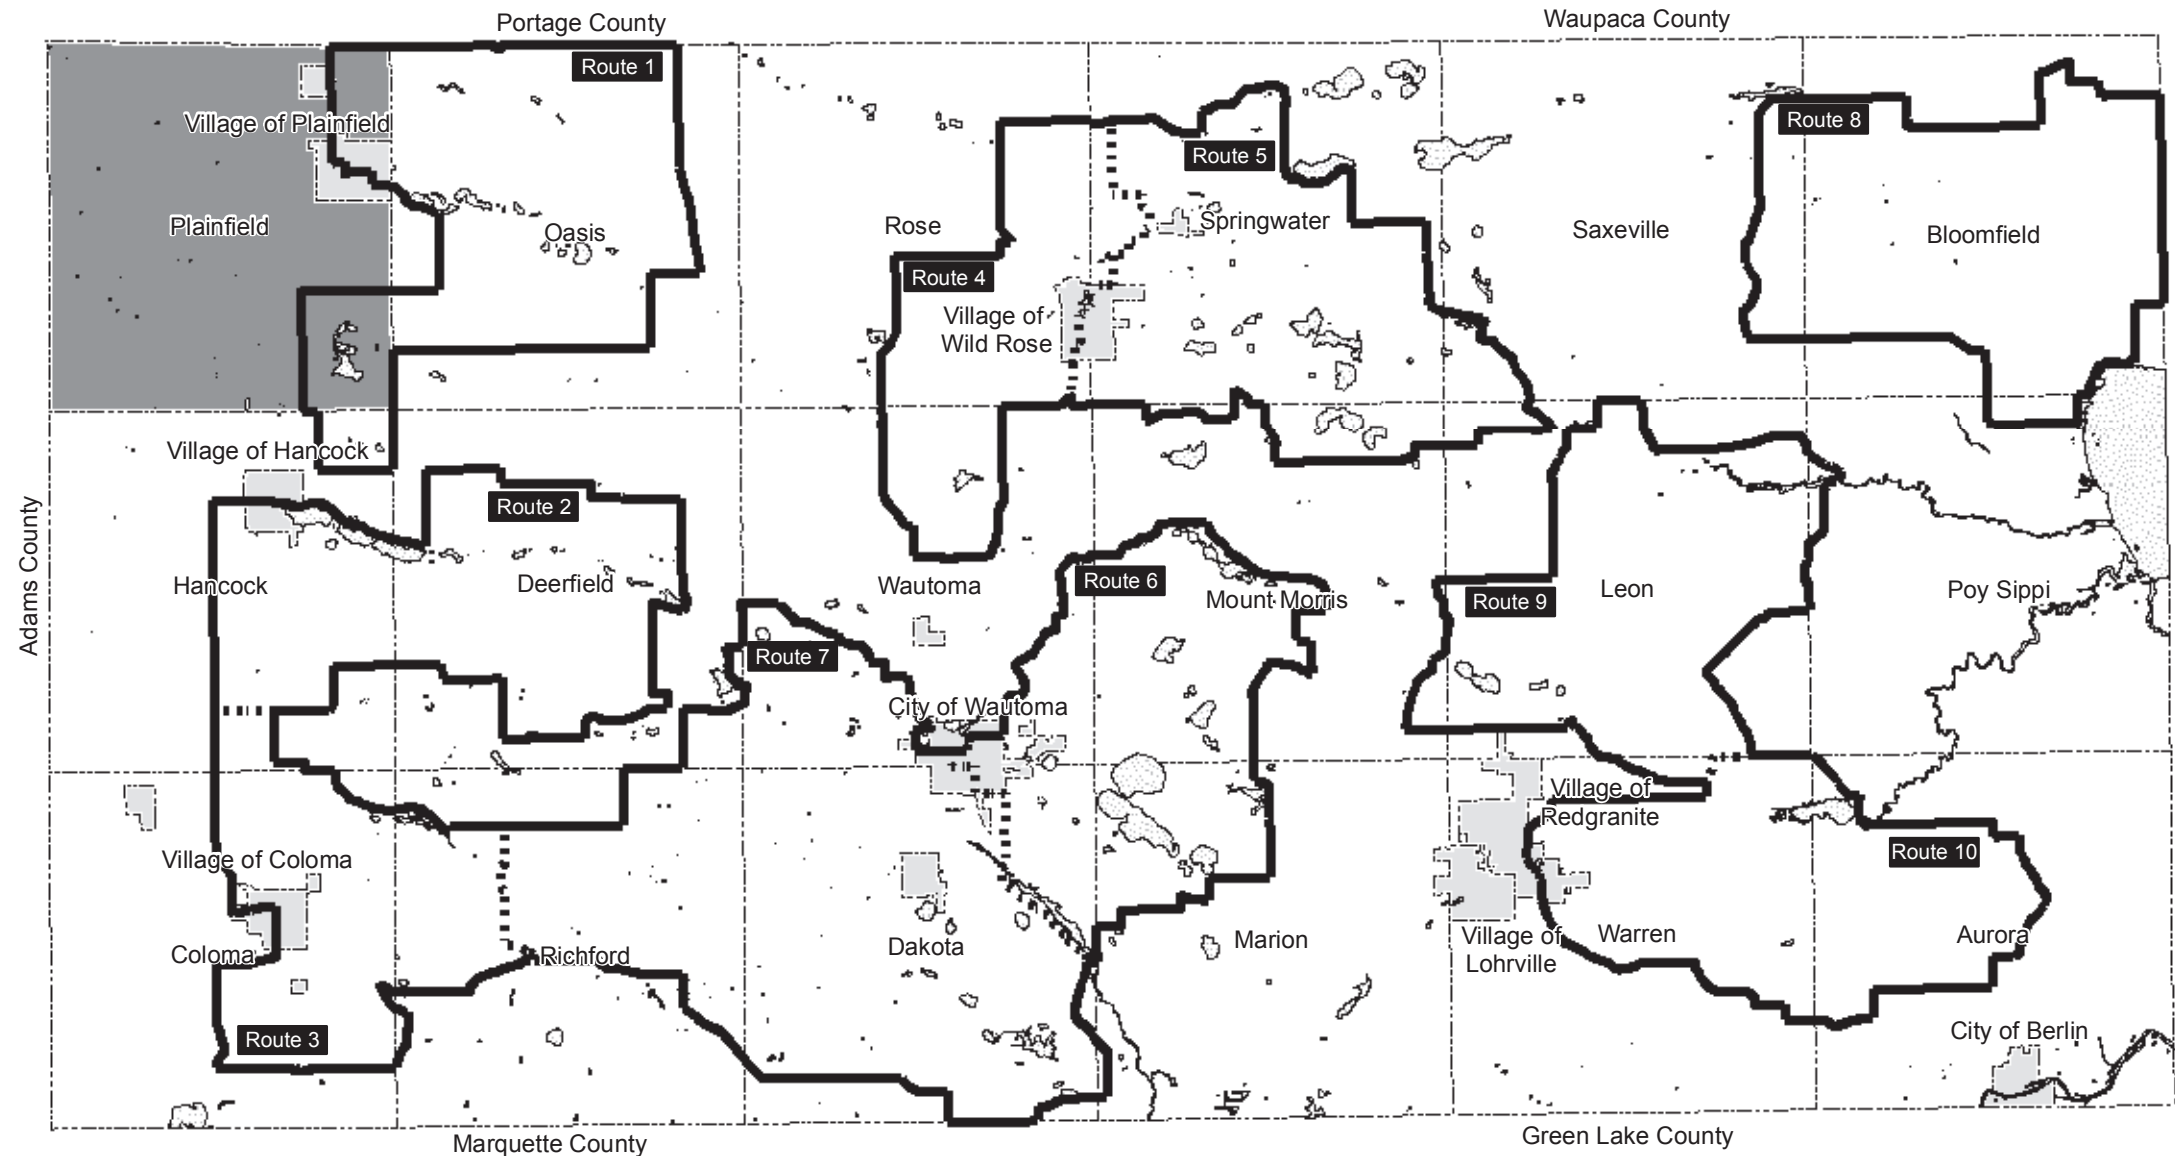 Portage County
Waupaca County
Route 1
Route 8
Village of Plainfield
Route 5
Plainfield
Oasis
Rose
Springwater
Saxeville
Bloomfield
Route 4
Village of
Wild Rose
Village of Hancock
Route 2
Adams County
Hancock
Deerfield
Wautoma
Route 6
Mount Morris
Route 9
Leon
Poy Sippi
Route 7
City of Wautoma
Village of
Redgranite
Village of Coloma
Route 10
Coloma
Richford
Dakota
Marion
Village of
Lohrville
Warren
Aurora
Route 3
City of Berlin
Marquette County
Green Lake County